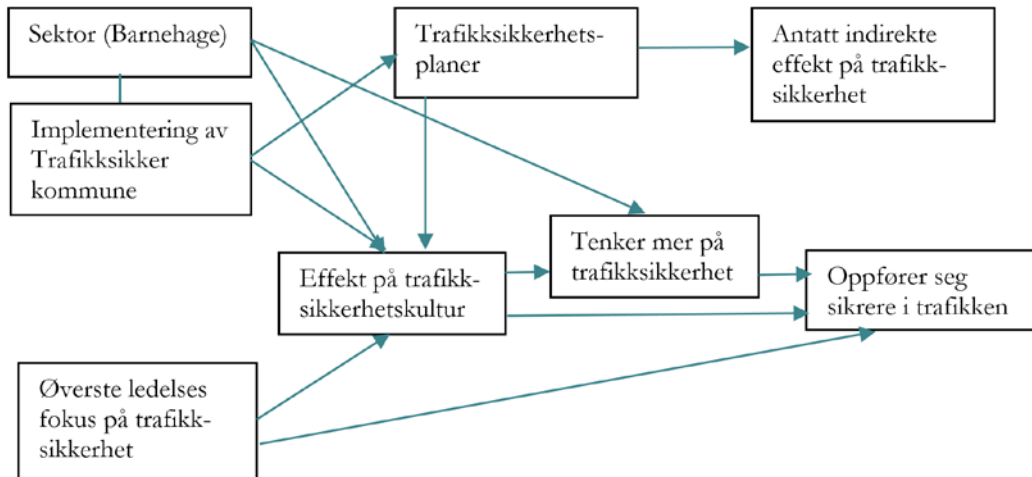 Sektor (Barnehage)
Implementering av
Trafikksikker
kommune
Trafikksikkerhets-
planer
Antatt indirekte
effekt på trafikk-
sikkerhet
Effekt på trafikk-
sikkerhetskultur
Tenker mer på
trafikksikkerhet
Oppfører seg
sikrere i trafikken
Øverste ledelses
fokus på trafikk-
sikkerhet